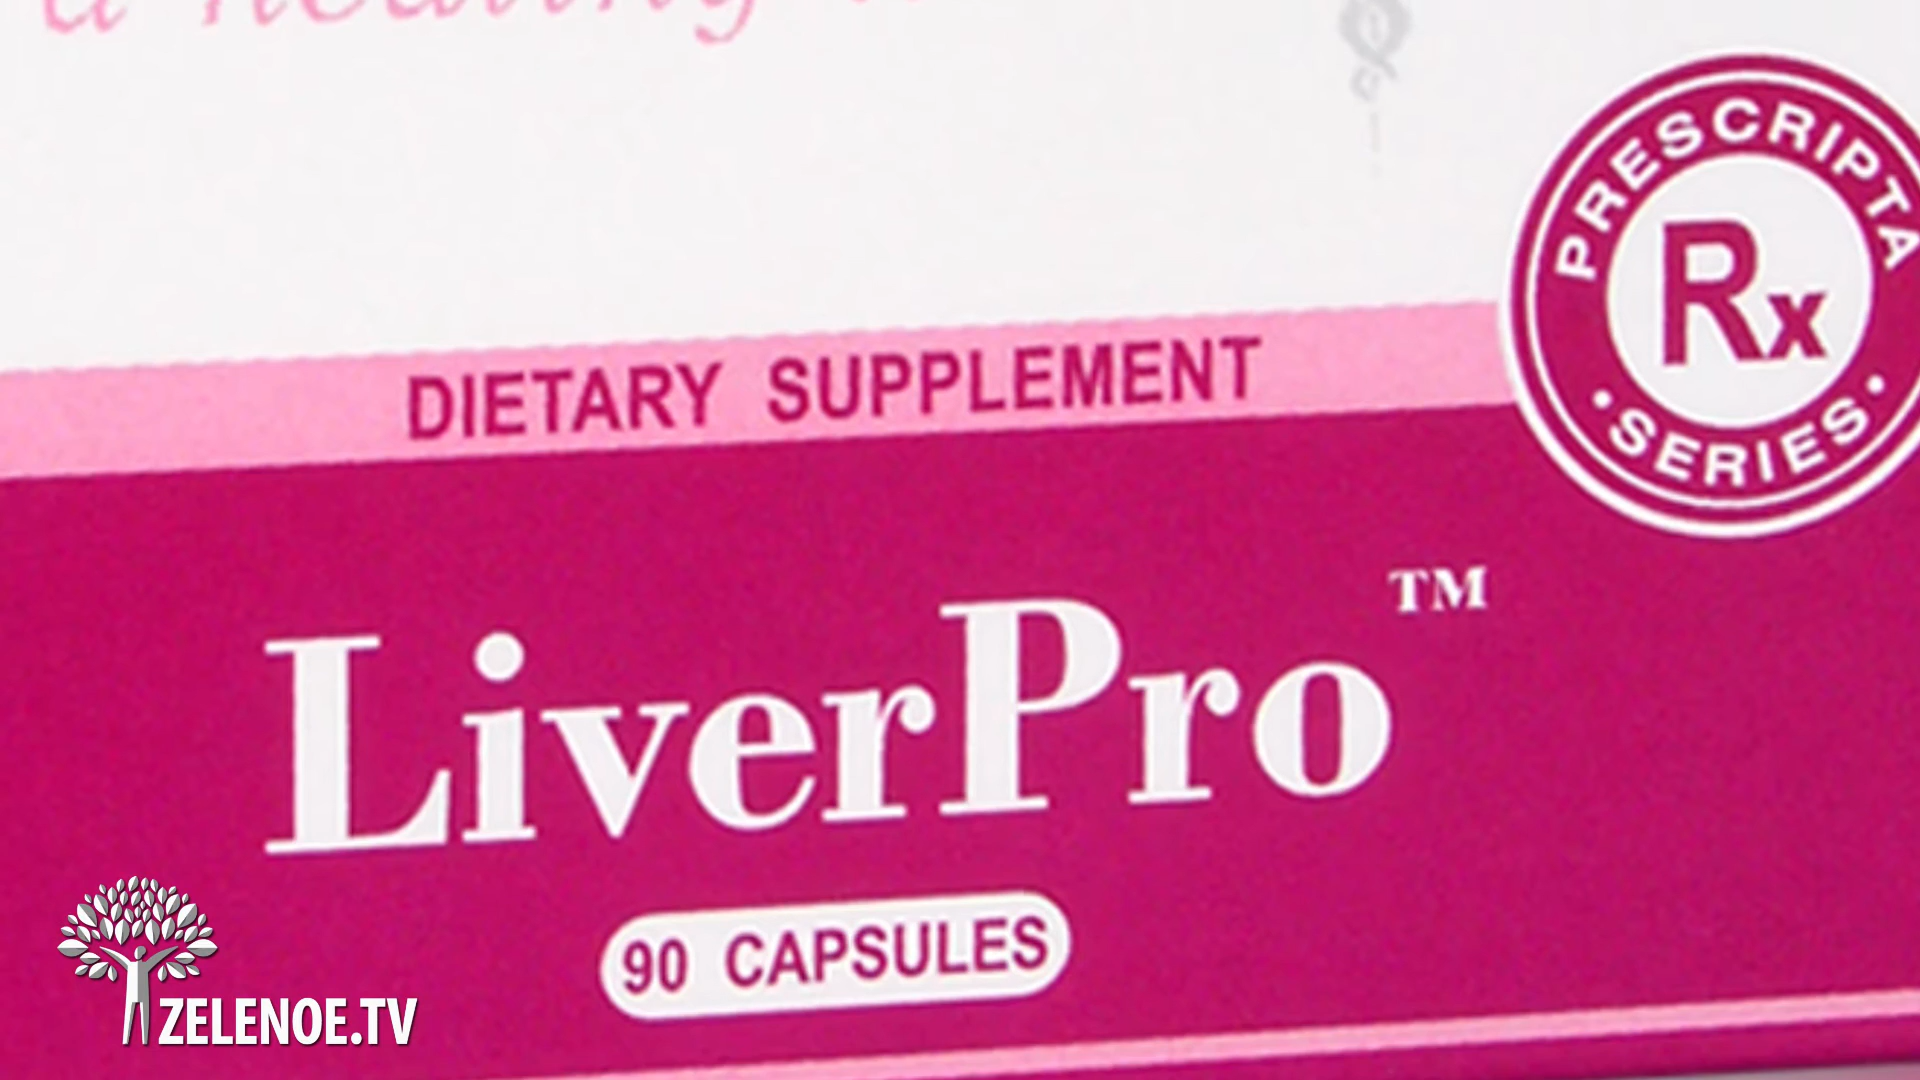 PRESCRIPTA
Rx
SERIES
DIETARY SUPPLEMENT
LiverPro™
90 CAPSULES
ZELENOE.TV